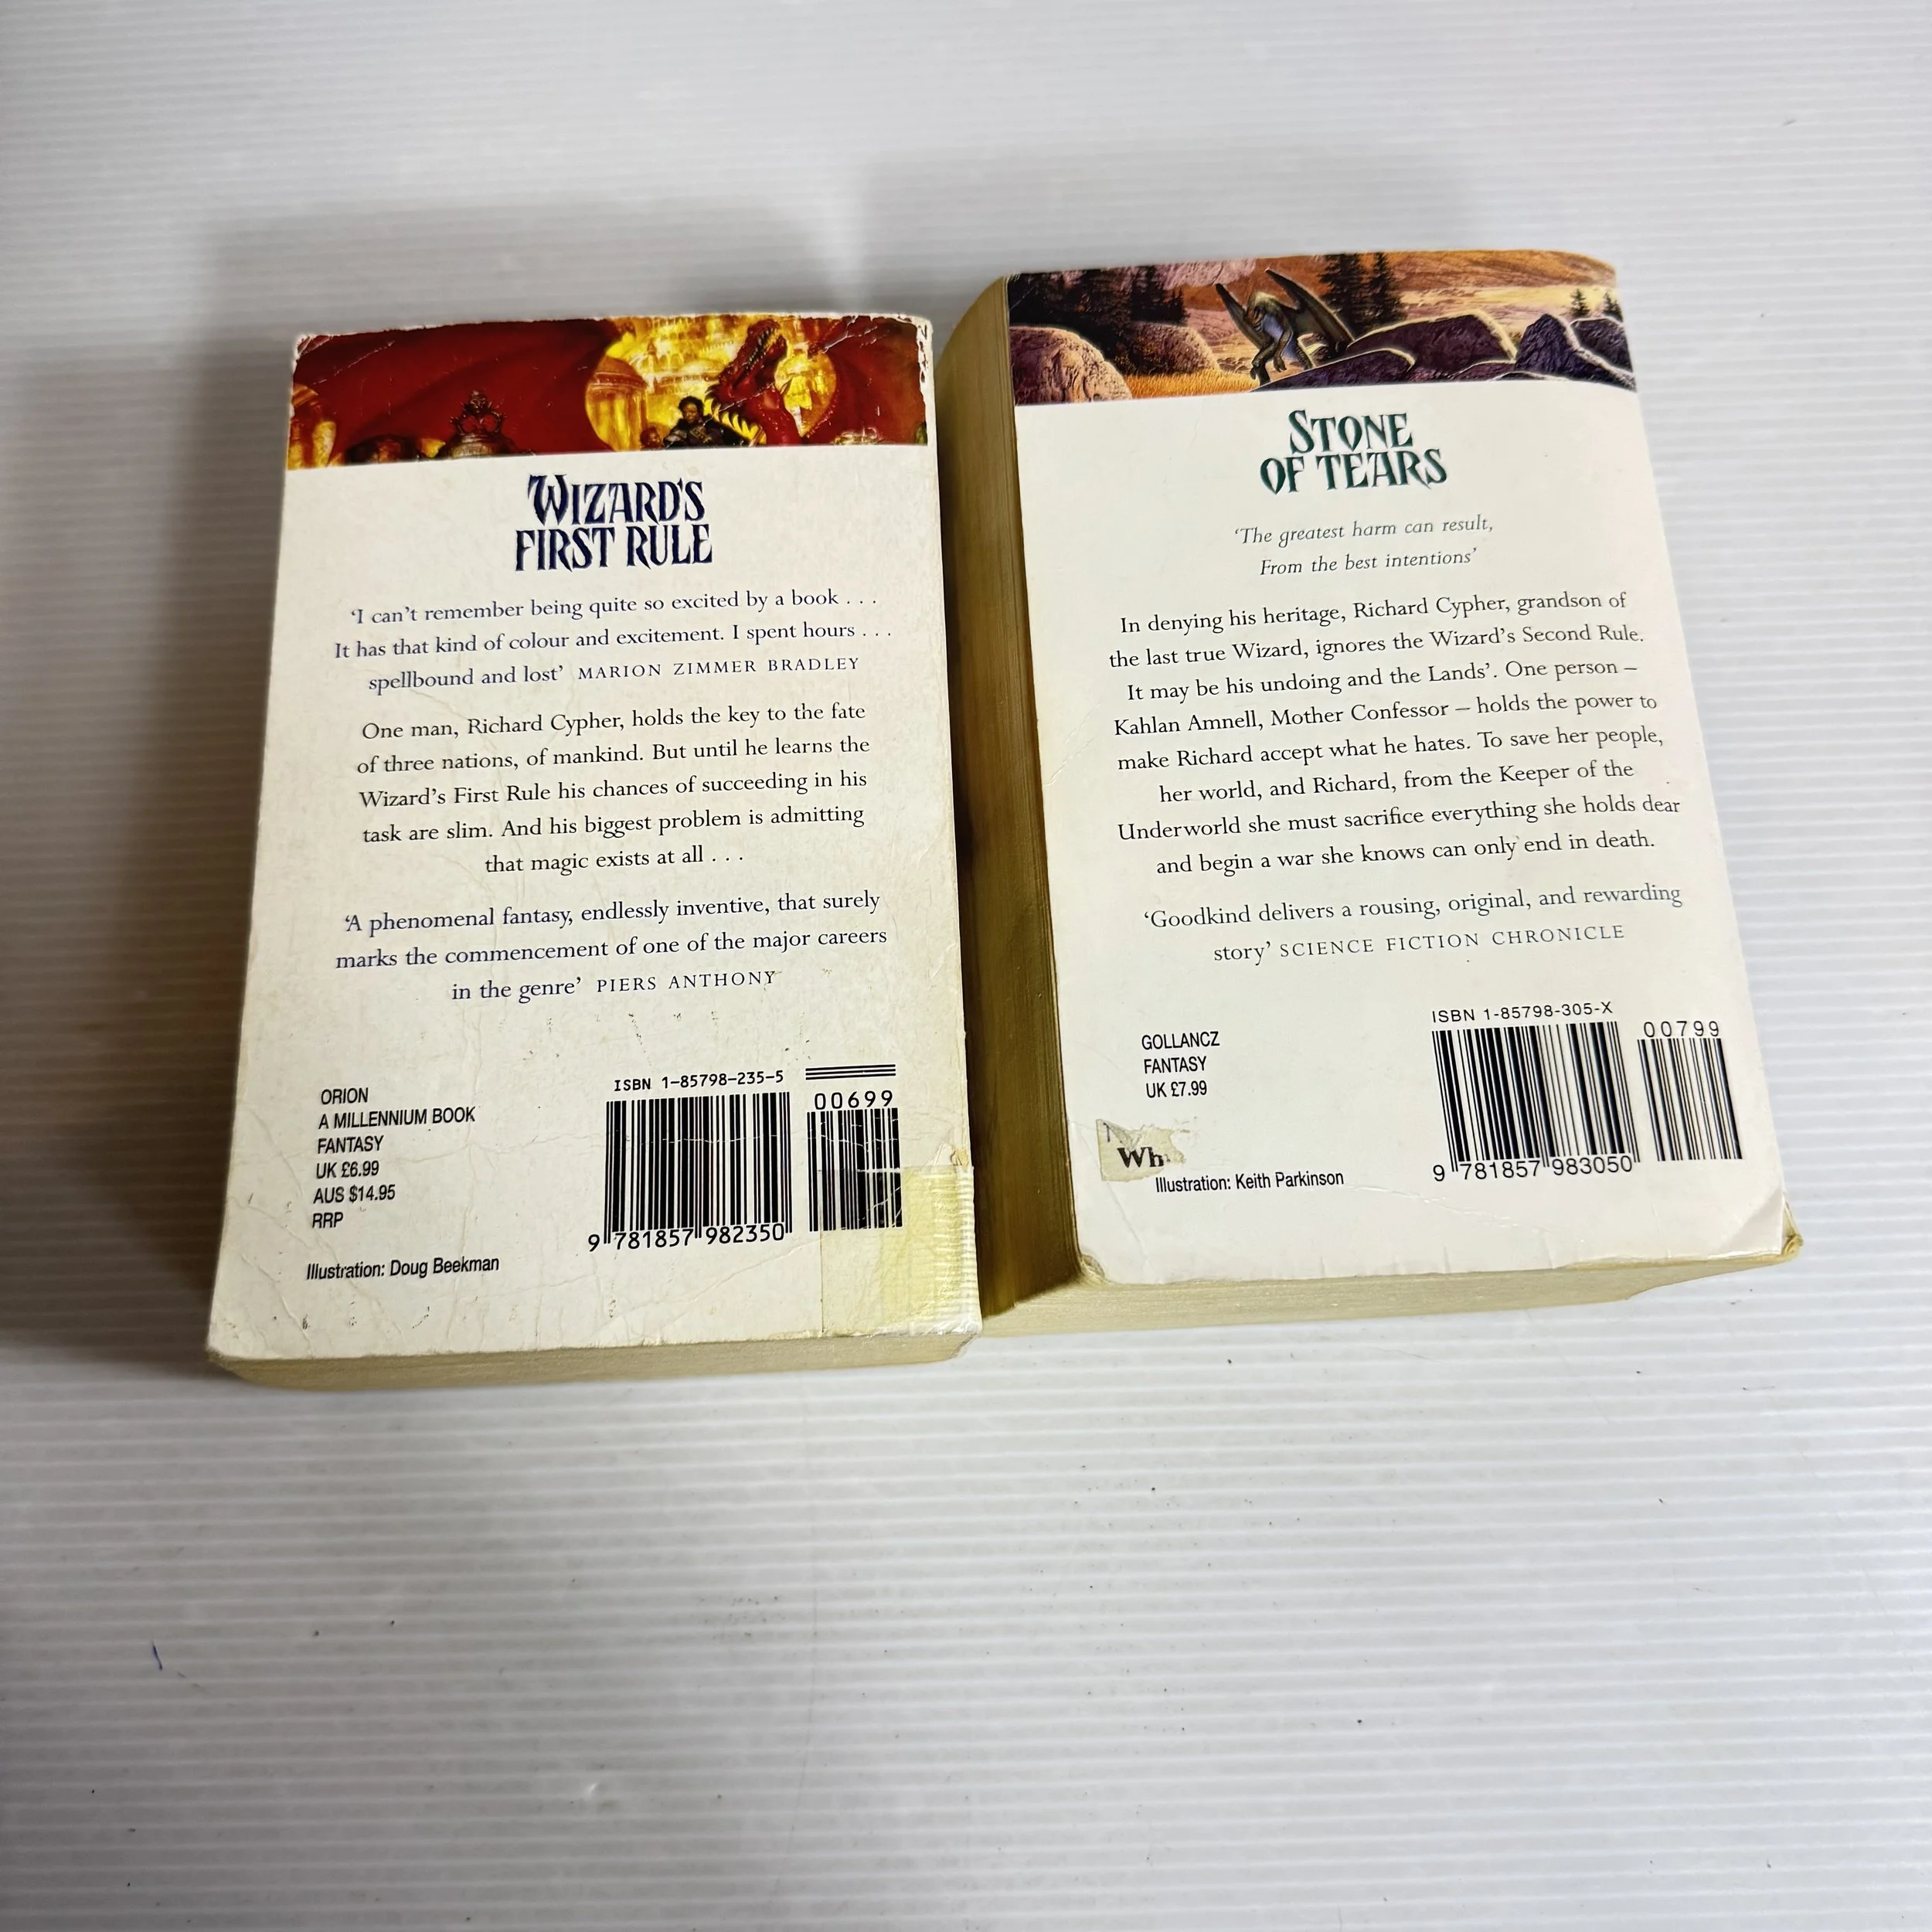 WIZARD'S
FIRST RULE
‘I can’t remember being quite so excited by a book . . .
It has that kind of colour and excitement. I spent hours . . .
spellbound and lost’ MARION ZIMMER BRADLEY
One man, Richard Cypher, holds the key to the fate
of three nations, of mankind. But until he learns the
Wizard’s First Rule his chances of succeeding in his
task are slim. And his biggest problem is admitting
that magic exists at all . . .
‘A phenomenal fantasy, endlessly inventive, that surely
marks the commencement of one of the major careers
in the genre’ PIERS ANTHONY
ORION
A MILLENNIUM BOOK
FANTASY
UK £6.99
AUS $14.95
RRP
Illustration: Doug Beekman
ISBN 1-85798-235-5
00699
9 781857 982350
STONE
OF TEARS
‘The greatest harm can result,
From the best intentions’
In denying his heritage, Richard Cypher, grandson of
the last true Wizard, ignores the Wizard’s Second Rule.
It may be his undoing and the Lands’. One person –
Kahlan Amnell, Mother Confessor – holds the power to
make Richard accept what he hates. To save her people,
her world, and Richard, from the Keeper of the
Underworld she must sacrifice everything she holds dear
and begin a war she knows can only end in death.
‘Goodkind delivers a rousing, original, and rewarding
story’ SCIENCE FICTION CHRONICLE
GOLLANCZ
FANTASY
UK £7.99
Wh
Illustration: Keith Parkinson
ISBN 1-85798-305-X
00799
9 781857 983050